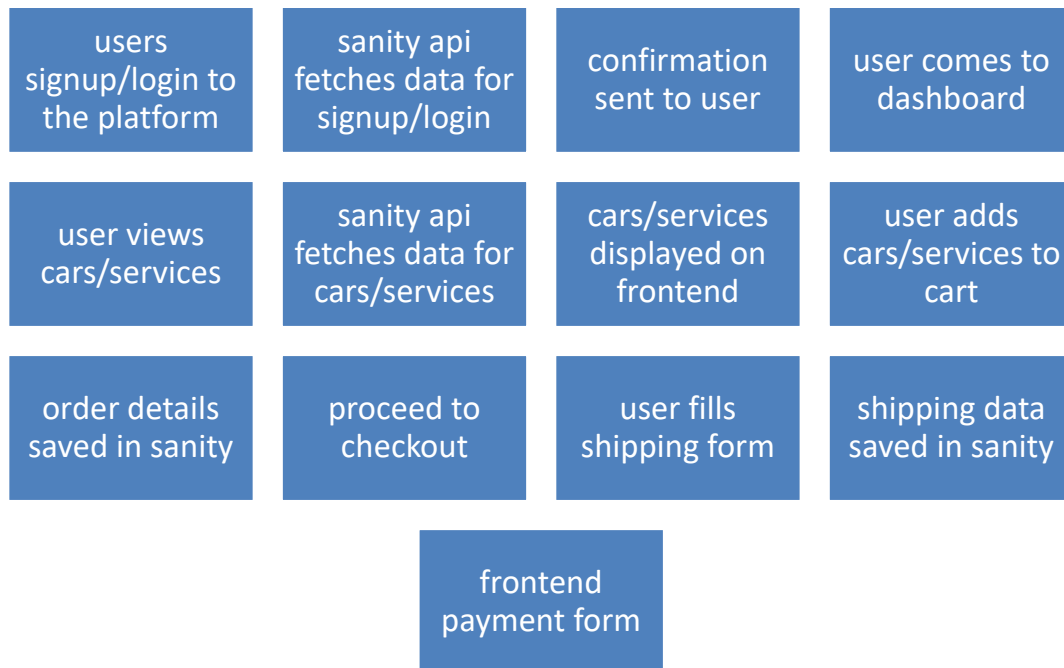 users
signup/login to
the platform
sanity api
fetches data for
signup/login
confirmation
sent to user
user comes to
dashboard
user views
cars/services
sanity api
fetches data for
cars/services
cars/services
displayed on
frontend
user adds
cars/services to
cart
order details
saved in sanity
proceed to
checkout
user fills
shipping form
shipping data
saved in sanity
frontend
payment form